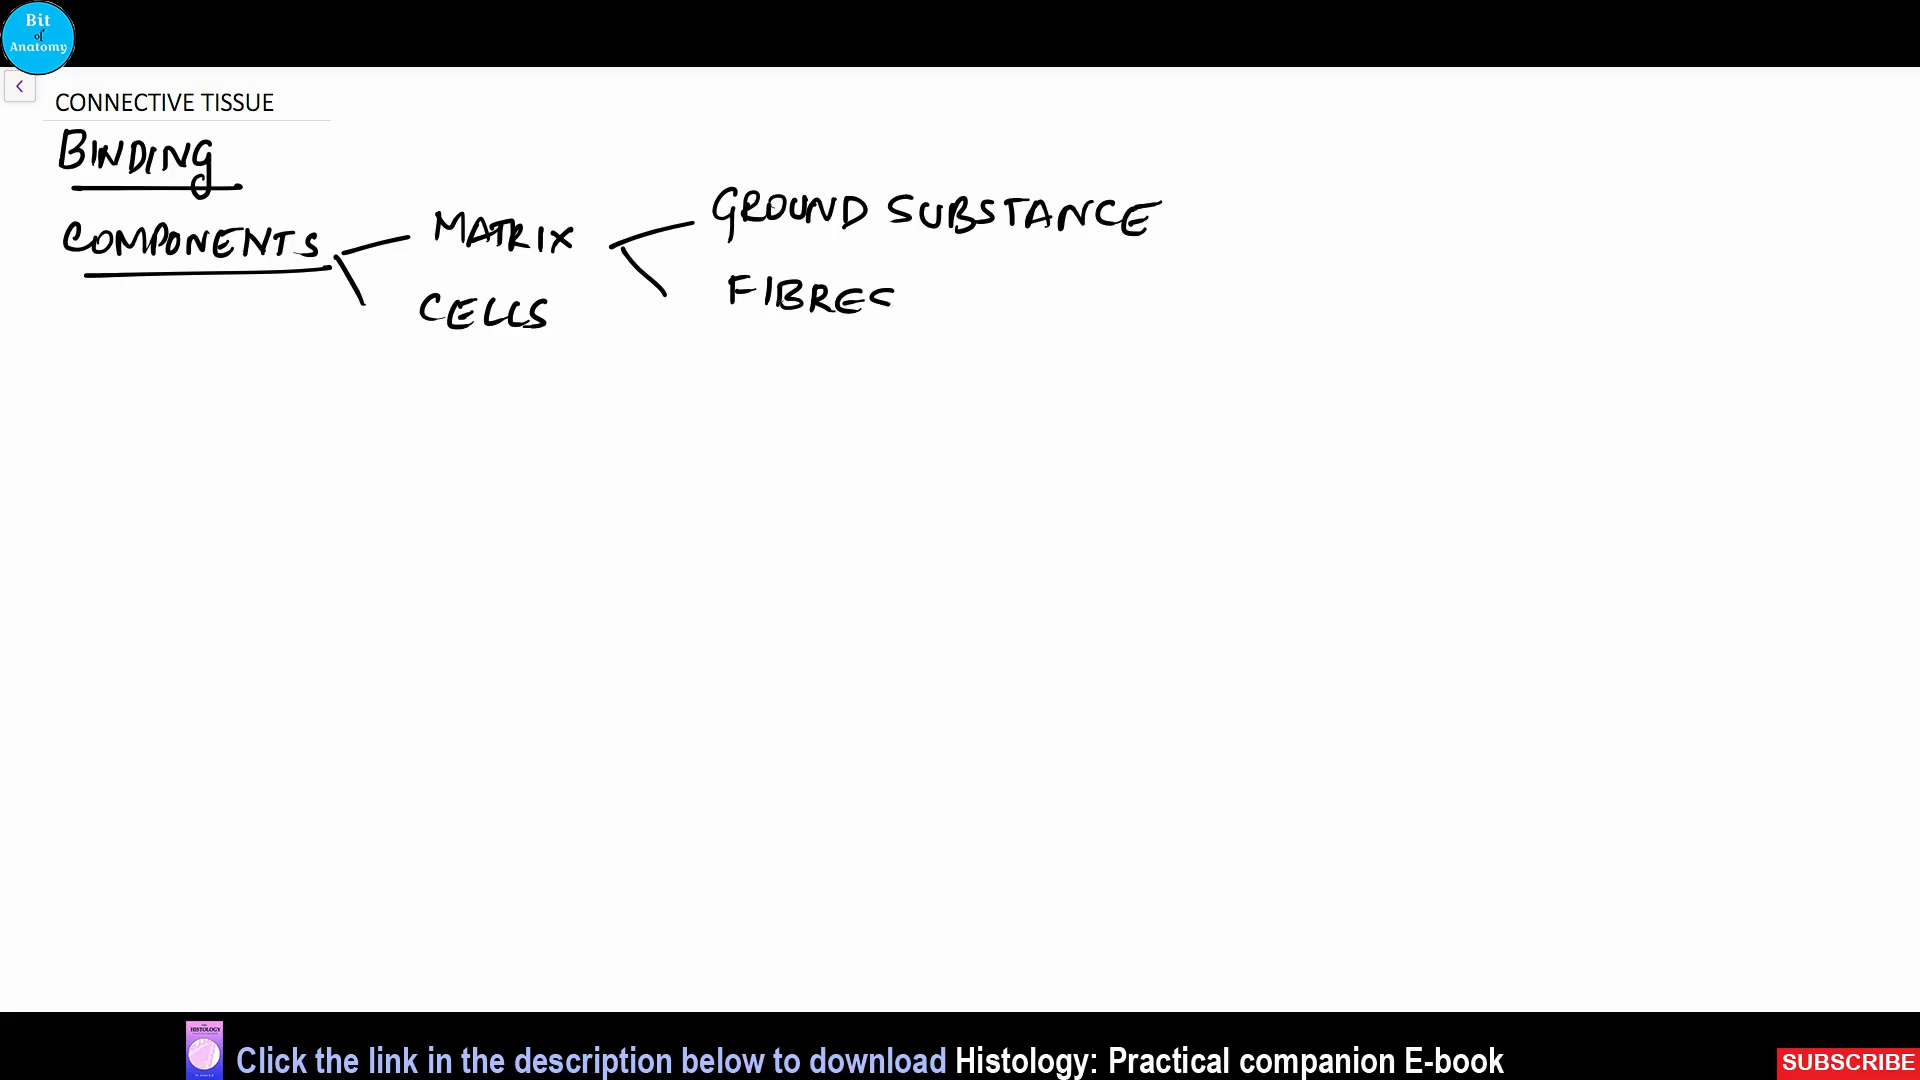 Bit
of
Anatomy
CONNECTIVE TISSUE
BINDING
COMPONENTS
MATRIX
GROUND SUBSTANCE
CELLS
FIBRES
HISTOLOGY
Click the link in the description below to download Histology: Practical companion E-book
SUBSCRIBE